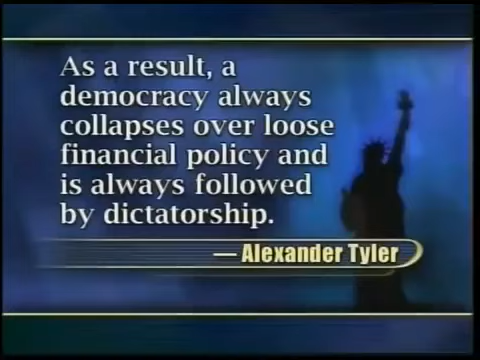 As a result, a
democracy always
collapses over loose
financial policy and
is always followed
by dictatorship.
— Alexander Tyler